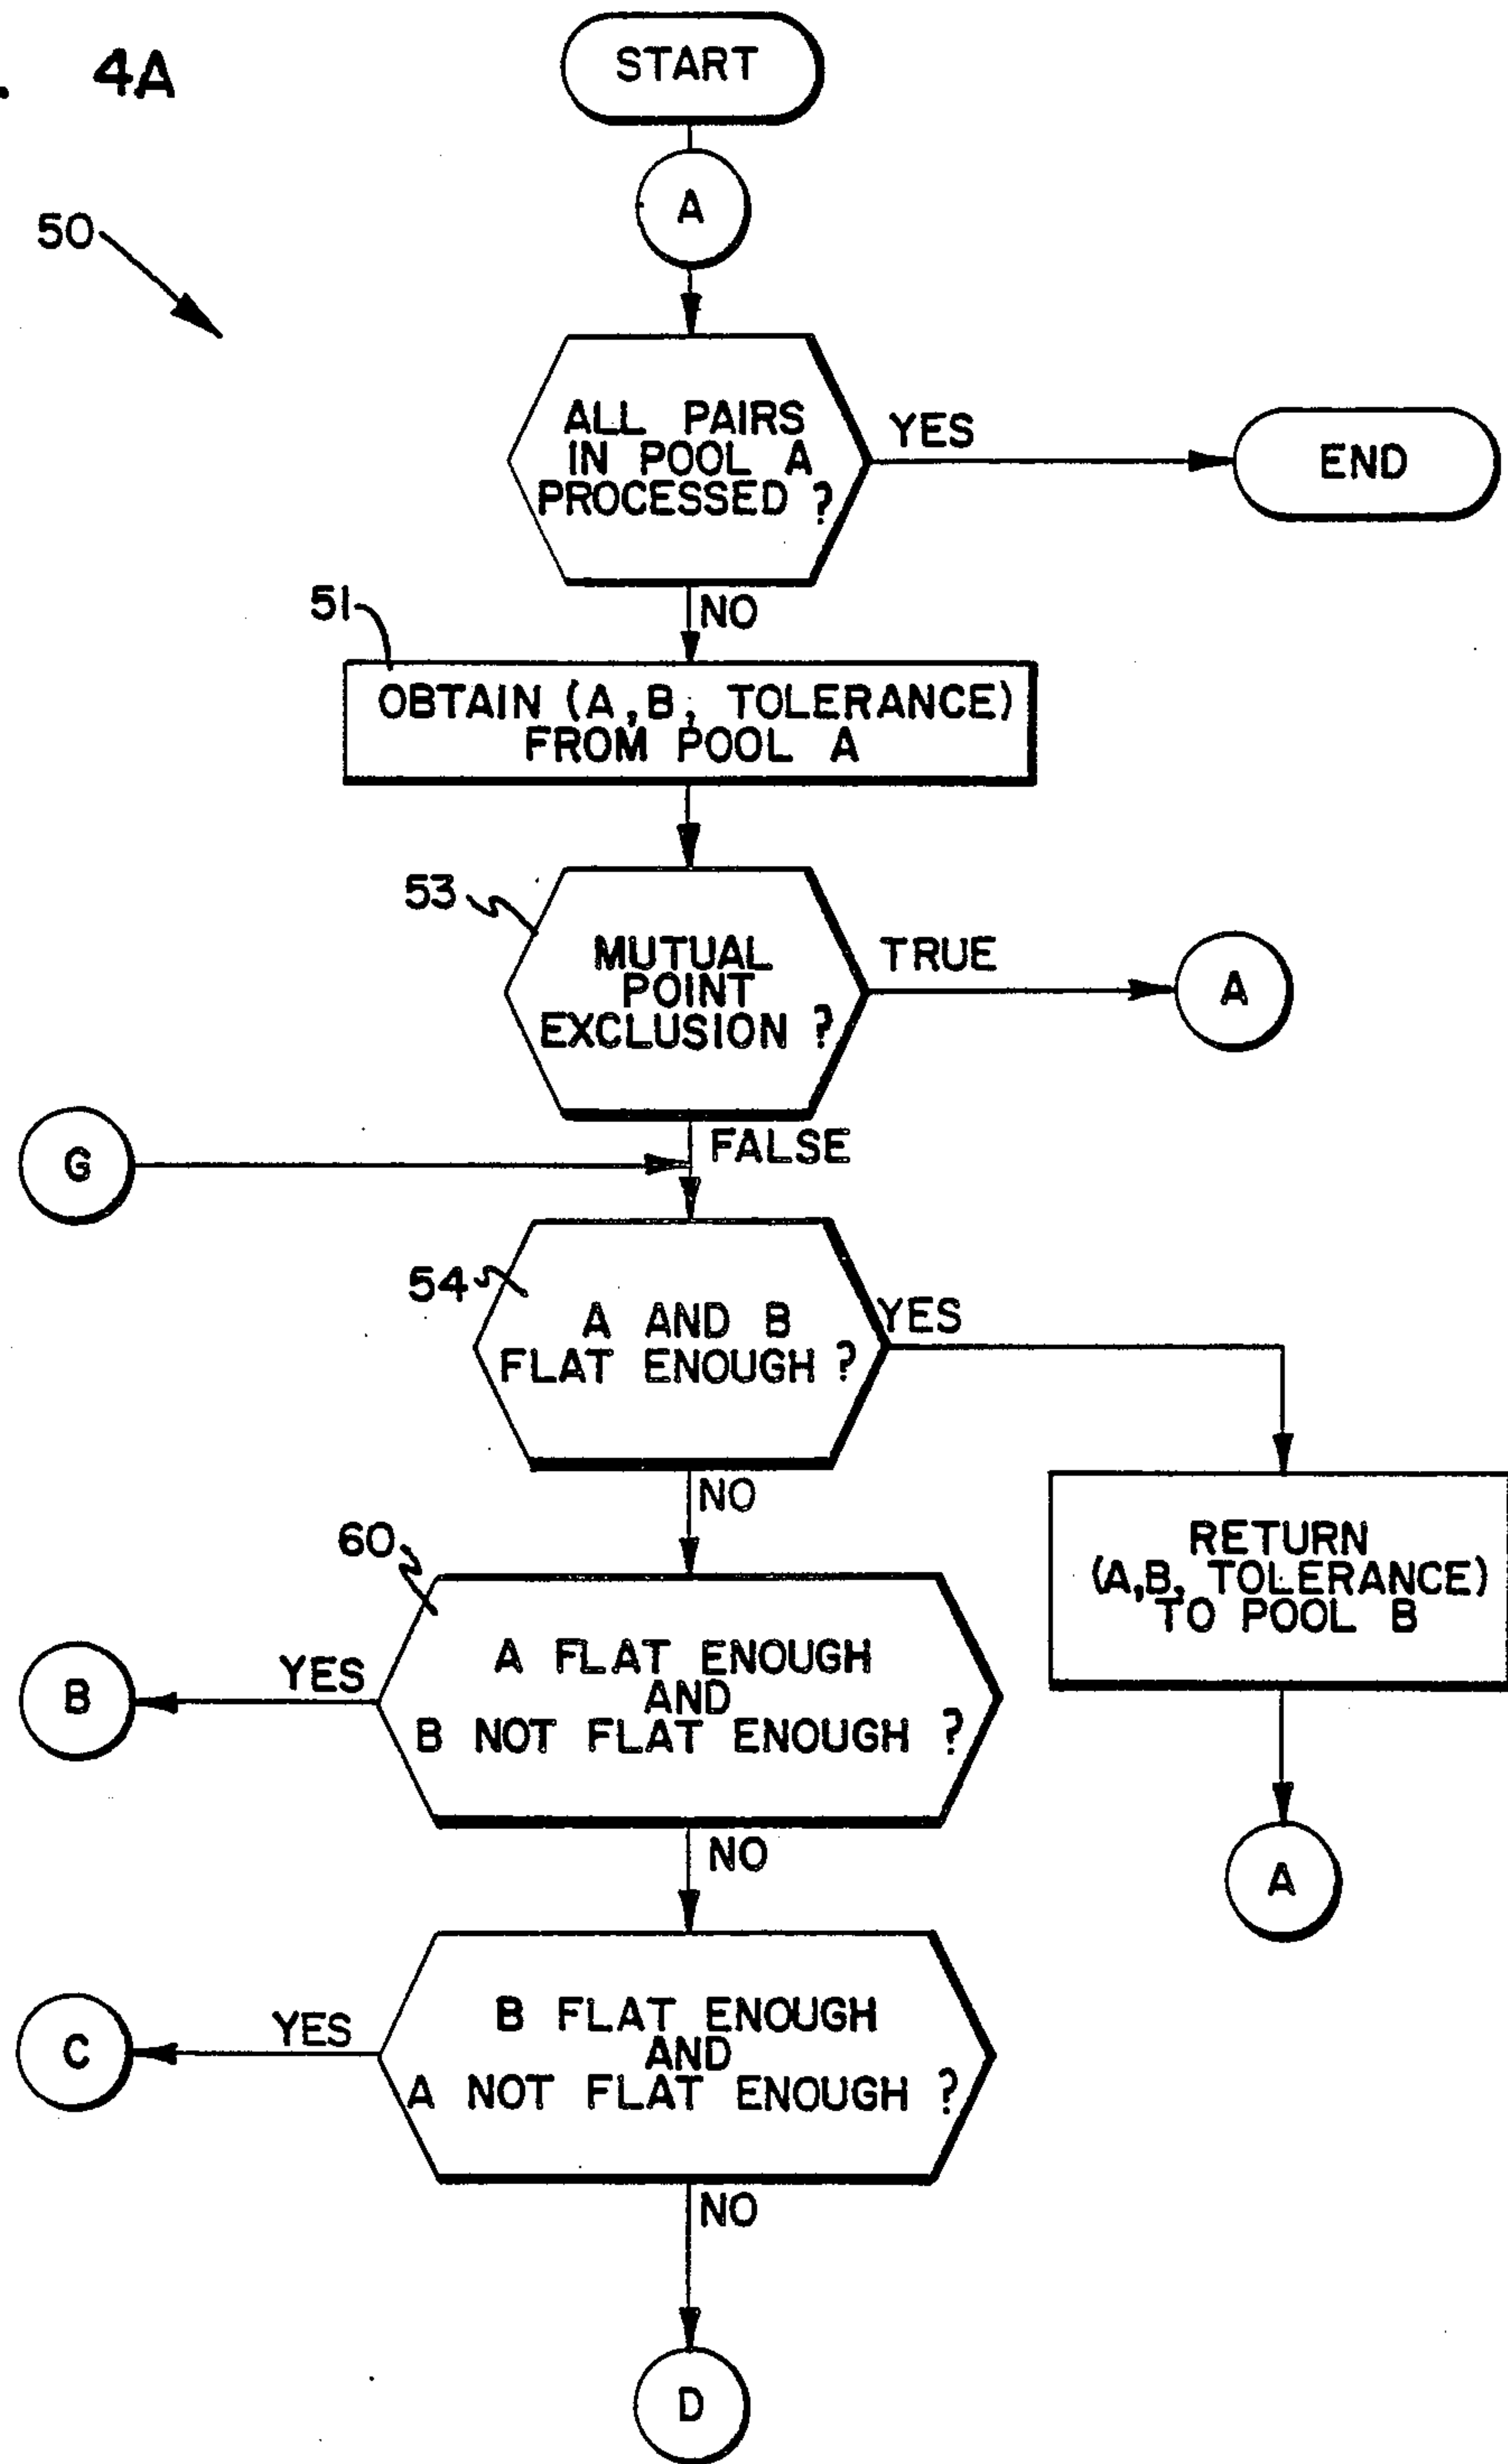 . 4A
START
A
50
ALL PAIRS
IN POOL A
PROCESSED ?
YES
END
NO
51
OBTAIN (A,B, TOLERANCE)
FROM POOL A
53
MUTUAL
POINT
EXCLUSION ?
TRUE
A
FALSE
G
54
A AND B
FLAT ENOUGH ?
YES
NO
RETURN
(A,B, TOLERANCE)
TO POOL B
A
60
A FLAT ENOUGH
AND
B NOT FLAT ENOUGH ?
YES
B
NO
B FLAT ENOUGH
AND
A NOT FLAT ENOUGH ?
YES
C
NO
D